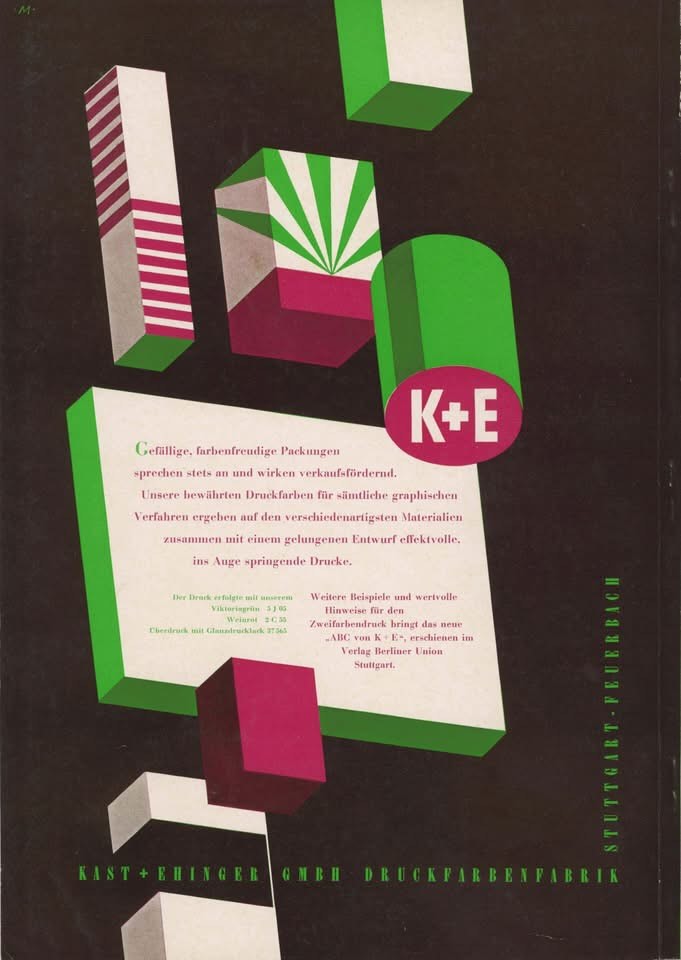 ·M·
K+E
Gefällige, farbenfreudige Packungen
sprechen stets an und wirken verkaufsfördernd.
Unsere bewährten Druckfarben für sämtliche graphischen
Verfahren ergeben auf den verschiedenartigsten Materialien
zusammen mit einem gelungenen Entwurf effektvolle,
ins Auge springende Drucke.
Der Druck erfolgte mit unserem
Viktoriagrün 5 J 05
Weinrot 2 C 55
Überdruck mit Glanzdrucklack 37565
Weitere Beispiele und wertvolle
Hinweise für den
Zweifarbendruck bringt das neue
„ABC von K + E“, erschienen im
Verlag Berliner Union
Stuttgart.
STUTTGART-FEUERBACH
KAST + EHINGER GMBH DRUCKFARBENFABRIK